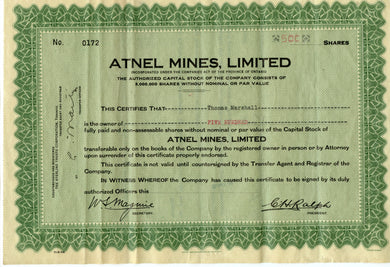 No. 0172
500 SHARES
ATNEL MINES, LIMITED
INCORPORATED UNDER THE COMPANIES ACT OF THE PROVINCE OF ONTARIO
THE AUTHORIZED CAPITAL STOCK OF THE COMPANY CONSISTS OF
5,000,000 SHARES WITHOUT NOMINAL OR PAR VALUE
THIS CERTIFIES THAT Thomas Marshall
is the owner of FIVE HUNDRED
fully paid and non-assessable shares without nominal or par value of the Capital Stock of
ATNEL MINES, LIMITED
transferable only on the books of the Company by the registered owner in person or by Attorney
upon surrender of this certificate properly endorsed.
This certificate is not valid until countersigned by the Transfer Agent and Registrar of the
Company.
IN WITNESS WHEREOF the Company has caused this certificate to be signed by its duly
authorized Officers this
SECRETARY
C.H. Ralph
PRESIDENT